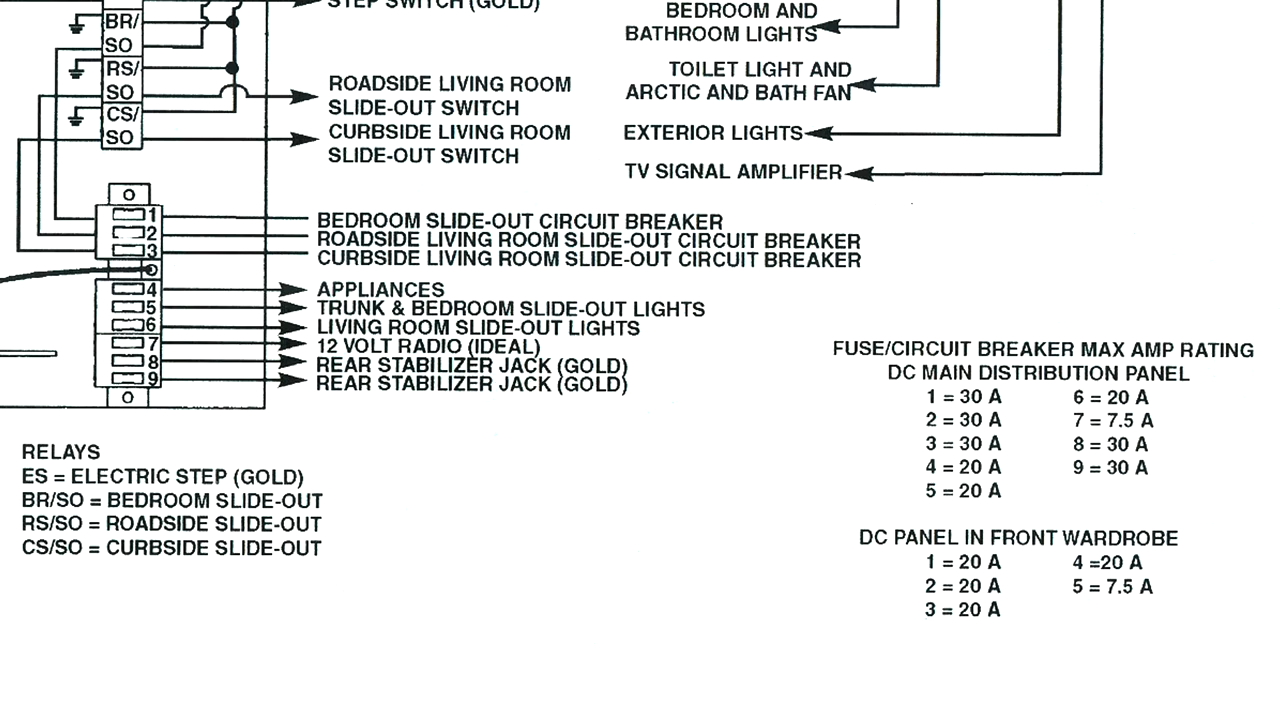 STEP SWITCH (GOLD)
BR/
SO
RS/
SO
CS/
SO
ROADSIDE LIVING ROOM
SLIDE-OUT SWITCH
CURBSIDE LIVING ROOM
SLIDE-OUT SWITCH
BEDROOM AND
BATHROOM LIGHTS
TOILET LIGHT AND
ARCTIC AND BATH FAN
EXTERIOR LIGHTS
TV SIGNAL AMPLIFIER
1 BEDROOM SLIDE-OUT CIRCUIT BREAKER
2 ROADSIDE LIVING ROOM SLIDE-OUT CIRCUIT BREAKER
3 CURBSIDE LIVING ROOM SLIDE-OUT CIRCUIT BREAKER
4 APPLIANCES
5 TRUNK & BEDROOM SLIDE-OUT LIGHTS
6 LIVING ROOM SLIDE-OUT LIGHTS
7 12 VOLT RADIO (IDEAL)
8 REAR STABILIZER JACK (GOLD)
9 REAR STABILIZER JACK (GOLD)
RELAYS
ES = ELECTRIC STEP (GOLD)
BR/SO = BEDROOM SLIDE-OUT
RS/SO = ROADSIDE SLIDE-OUT
CS/SO = CURBSIDE SLIDE-OUT
FUSE/CIRCUIT BREAKER MAX AMP RATING
DC MAIN DISTRIBUTION PANEL
1 = 30 A 6 = 20 A
2 = 30 A 7 = 7.5 A
3 = 30 A 8 = 30 A
4 = 20 A 9 = 30 A
5 = 20 A
DC PANEL IN FRONT WARDROBE
1 = 20 A 4 =20 A
2 = 20 A 5 = 7.5 A
3 = 20 A